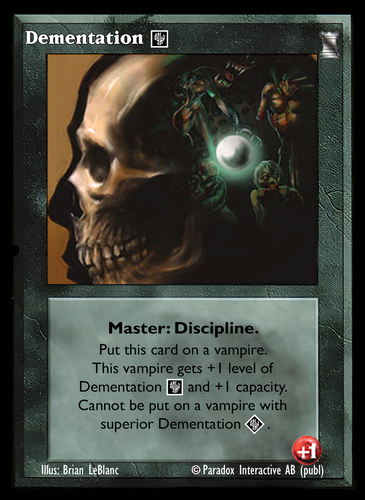 Dementation
Master: Discipline.
Put this card on a vampire.
This vampire gets +1 level of
Dementation and +1 capacity.
Cannot be put on a vampire with
superior Dementation .
+1
Illus: Brian LeBlanc © Paradox Interactive AB (publ)